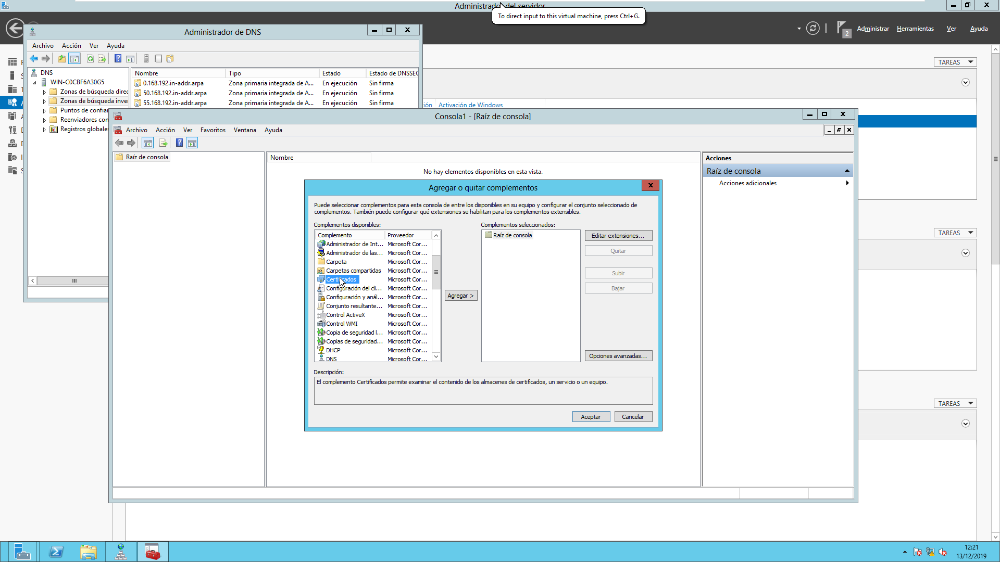 Administrador del servidor
To direct input to this virtual machine, press Ctrl+G.
2
Administrar
Herramientas
Ver
Ayuda
Administrador de DNS
Archivo
Acción
Ver
Ayuda
DNS
WIN-C0CBF6A30G5
Zonas de búsqueda direc
Zonas de búsqueda inver
Puntos de confiar
Reenviadores con
Registros globales
Nombre
Tipo
Estado
Estado de DNSSEC
0.168.192.in-addr.arpa
Zona primaria integrada de A...
En ejecución
Sin firma
50.168.192.in-addr.arpa
Zona primaria integrada de A...
En ejecución
Sin firma
55.168.192.in-addr.arpa
Zona primaria integrada de A...
En ejecución
Sin firma
TAREAS
ción
Activación de Windows
Consola1 - [Raíz de consola]
Archivo
Acción
Ver
Favoritos
Ventana
Ayuda
Raíz de consola
Nombre
No hay elementos disponibles en esta vista.
Acciones
Raíz de consola
Acciones adicionales
Agregar o quitar complementos
Puede seleccionar complementos para esta consola de entre los disponibles en su equipo y configurar el conjunto seleccionado de
complementos. También puede configurar qué extensiones se habilitan para los complementos extensibles.
Complementos disponibles:
Complemento
Proveedor
Administrador de Int...
Microsoft Cor...
Administrador de las...
Microsoft Cor...
Carpeta
Microsoft Cor...
Carpetas compartidas
Microsoft Cor...
Certificados
Microsoft Cor...
Configuración del cli...
Microsoft Cor...
Configuración y anál...
Microsoft Cor...
Conjunto resultante...
Microsoft Cor...
Control ActiveX
Microsoft Cor...
Control WMI
Microsoft Cor...
Copia de seguridad l...
Microsoft Cor...
Copias de seguridad...
Microsoft Cor...
DHCP
Microsoft Cor...
DNS
Microsoft Cor...
Agregar >
Complementos seleccionados:
Raíz de consola
Editar extensiones...
Quitar
Subir
Bajar
Opciones avanzadas...
Descripción:
El complemento Certificados permite examinar el contenido de los almacenes de certificados, un servicio o un equipo.
Aceptar
Cancelar
TAREAS
TAREAS
12:21
13/12/2019